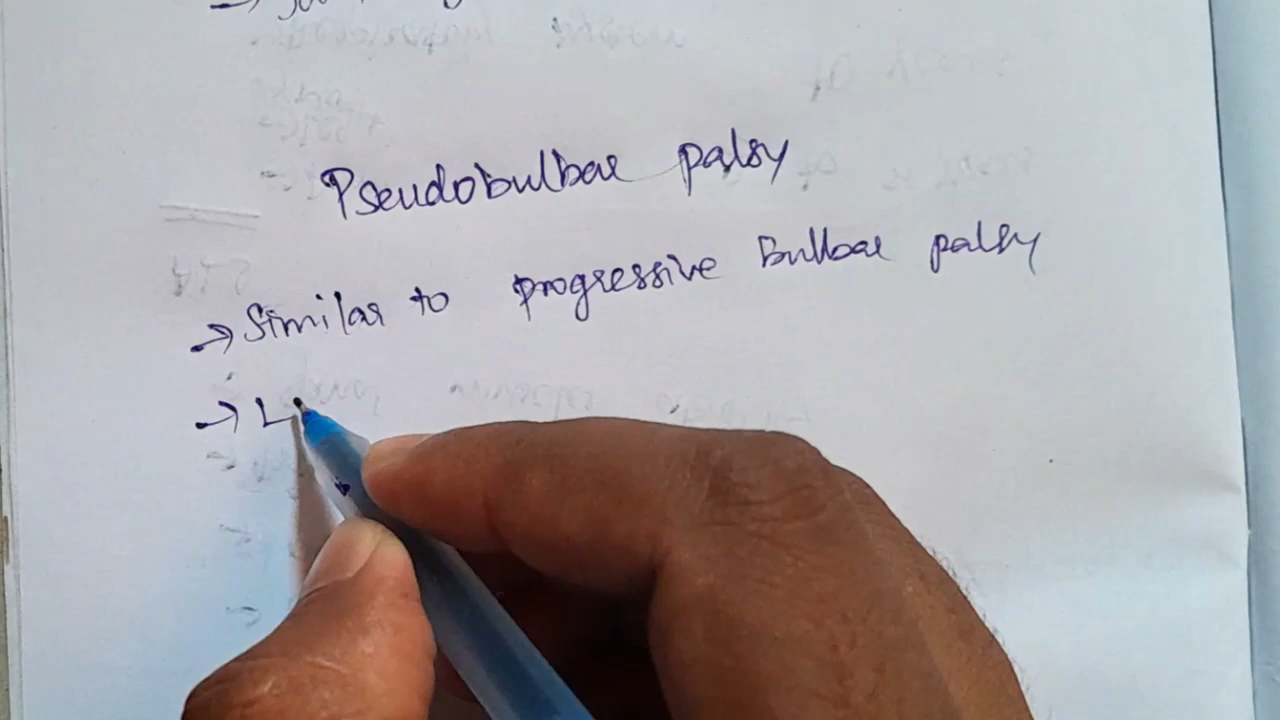 Pseudobulbar palsy
→ Similar to progressive Bulbar palsy
→ L